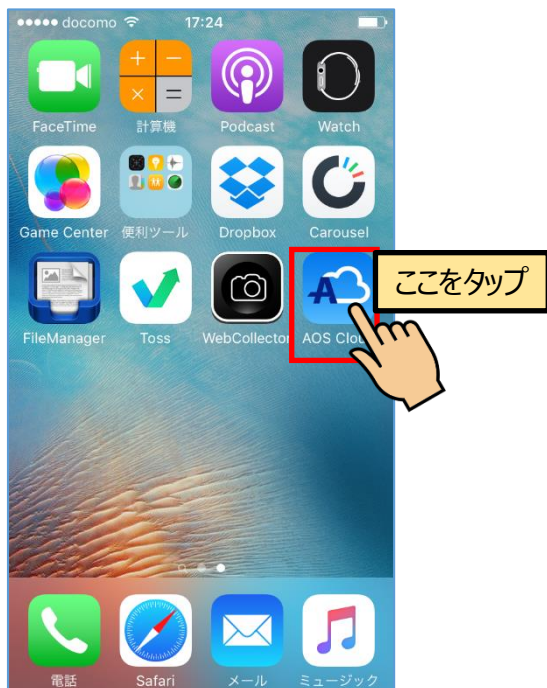 docomo 17:24
FaceTime 計算機 Podcast Watch
Game Center 便利ツール Dropbox Carousel
ここをタップ
FileManager Toss WebCollector AOS Clou
電話 Safari メール ミュージック